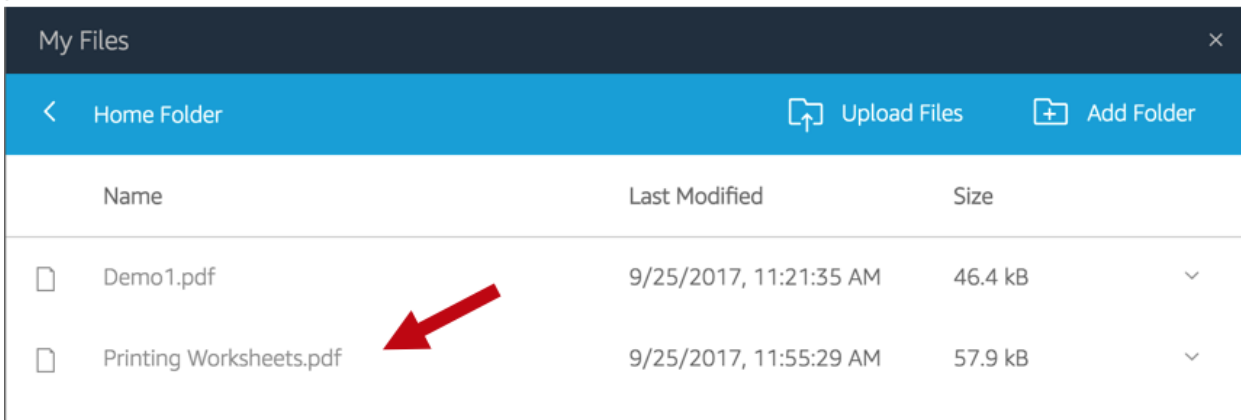 My Files
Home Folder Upload Files Add Folder
Name Last Modified Size
Demo1.pdf 9/25/2017, 11:21:35 AM 46.4 kB
Printing Worksheets.pdf 9/25/2017, 11:55:29 AM 57.9 kB